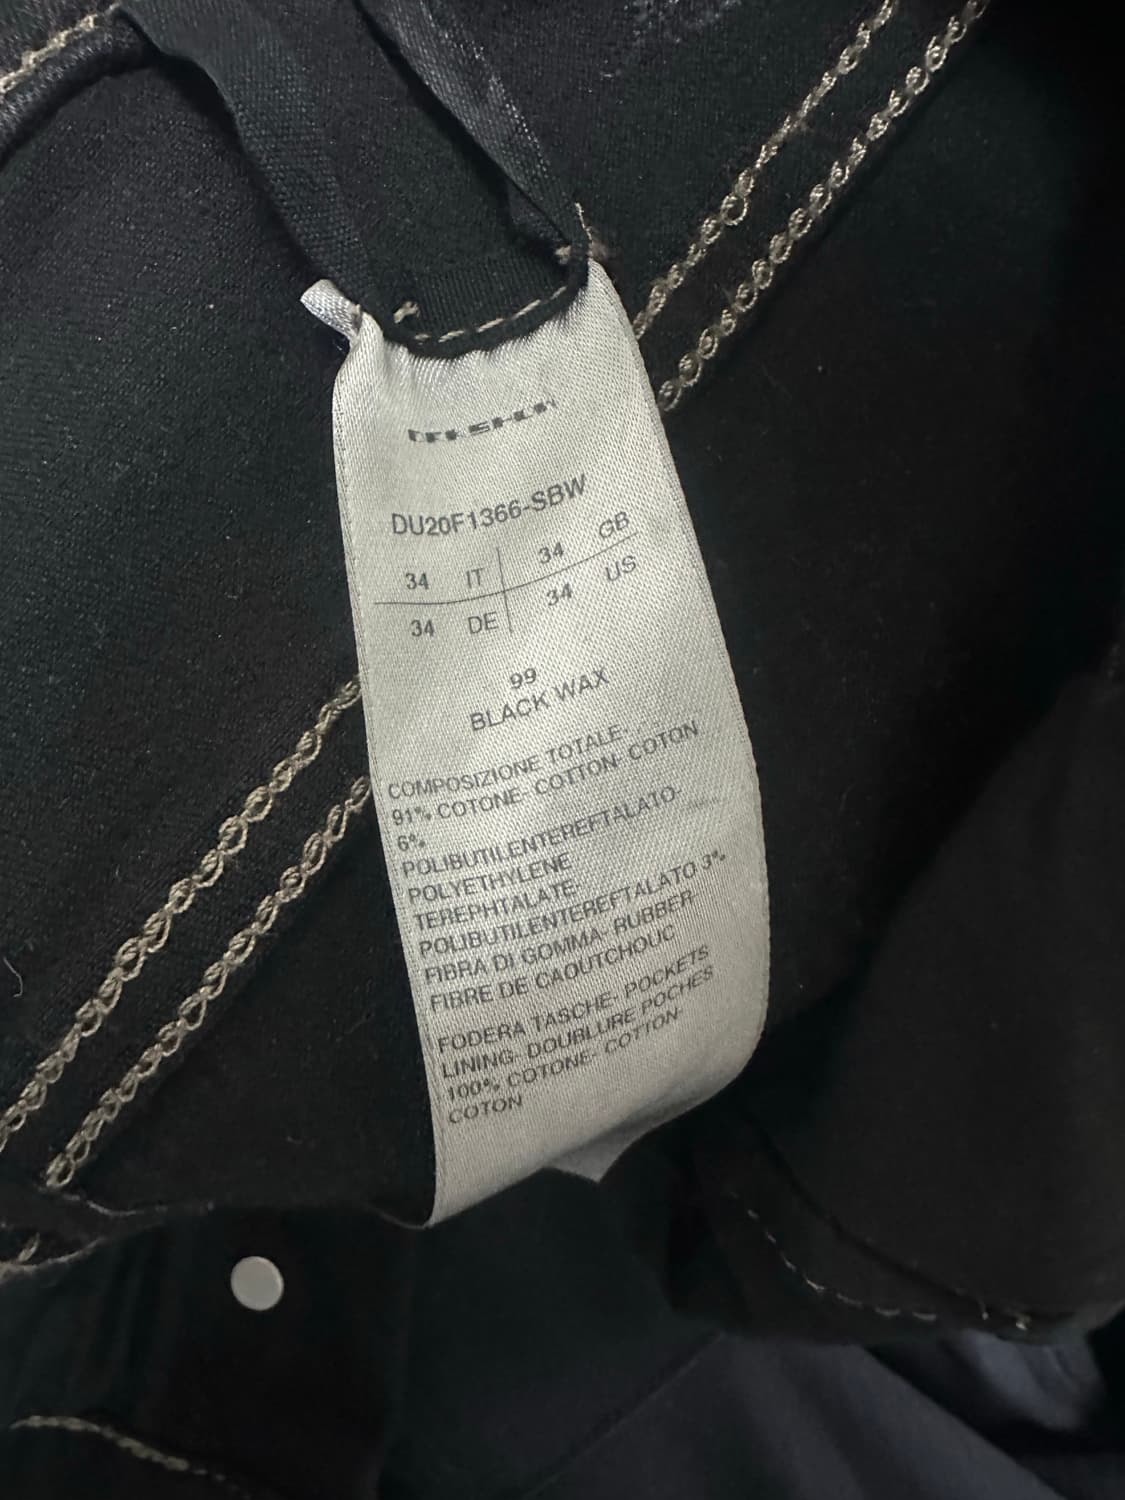 DU20F1366-SBW
34 IT 34 GB
34 DE 34 US
99
BLACK WAX
COMPOSIZIONE TOTALE-
91% COTONE- COTTON- COTON
6%
POLIBUTILENTEREFTALATO-
POLYETHYLENE
TEREPHTALATE-
POLIBUTILENTEREFTALATO 3%
FIBRA DI GOMMA- RUBBER-
FIBRE DE CAOUTCHOUC
FODERA TASCHE- POCKETS
LINING- DOUBLURE POCHES
100% COTONE- COTTON-
COTON